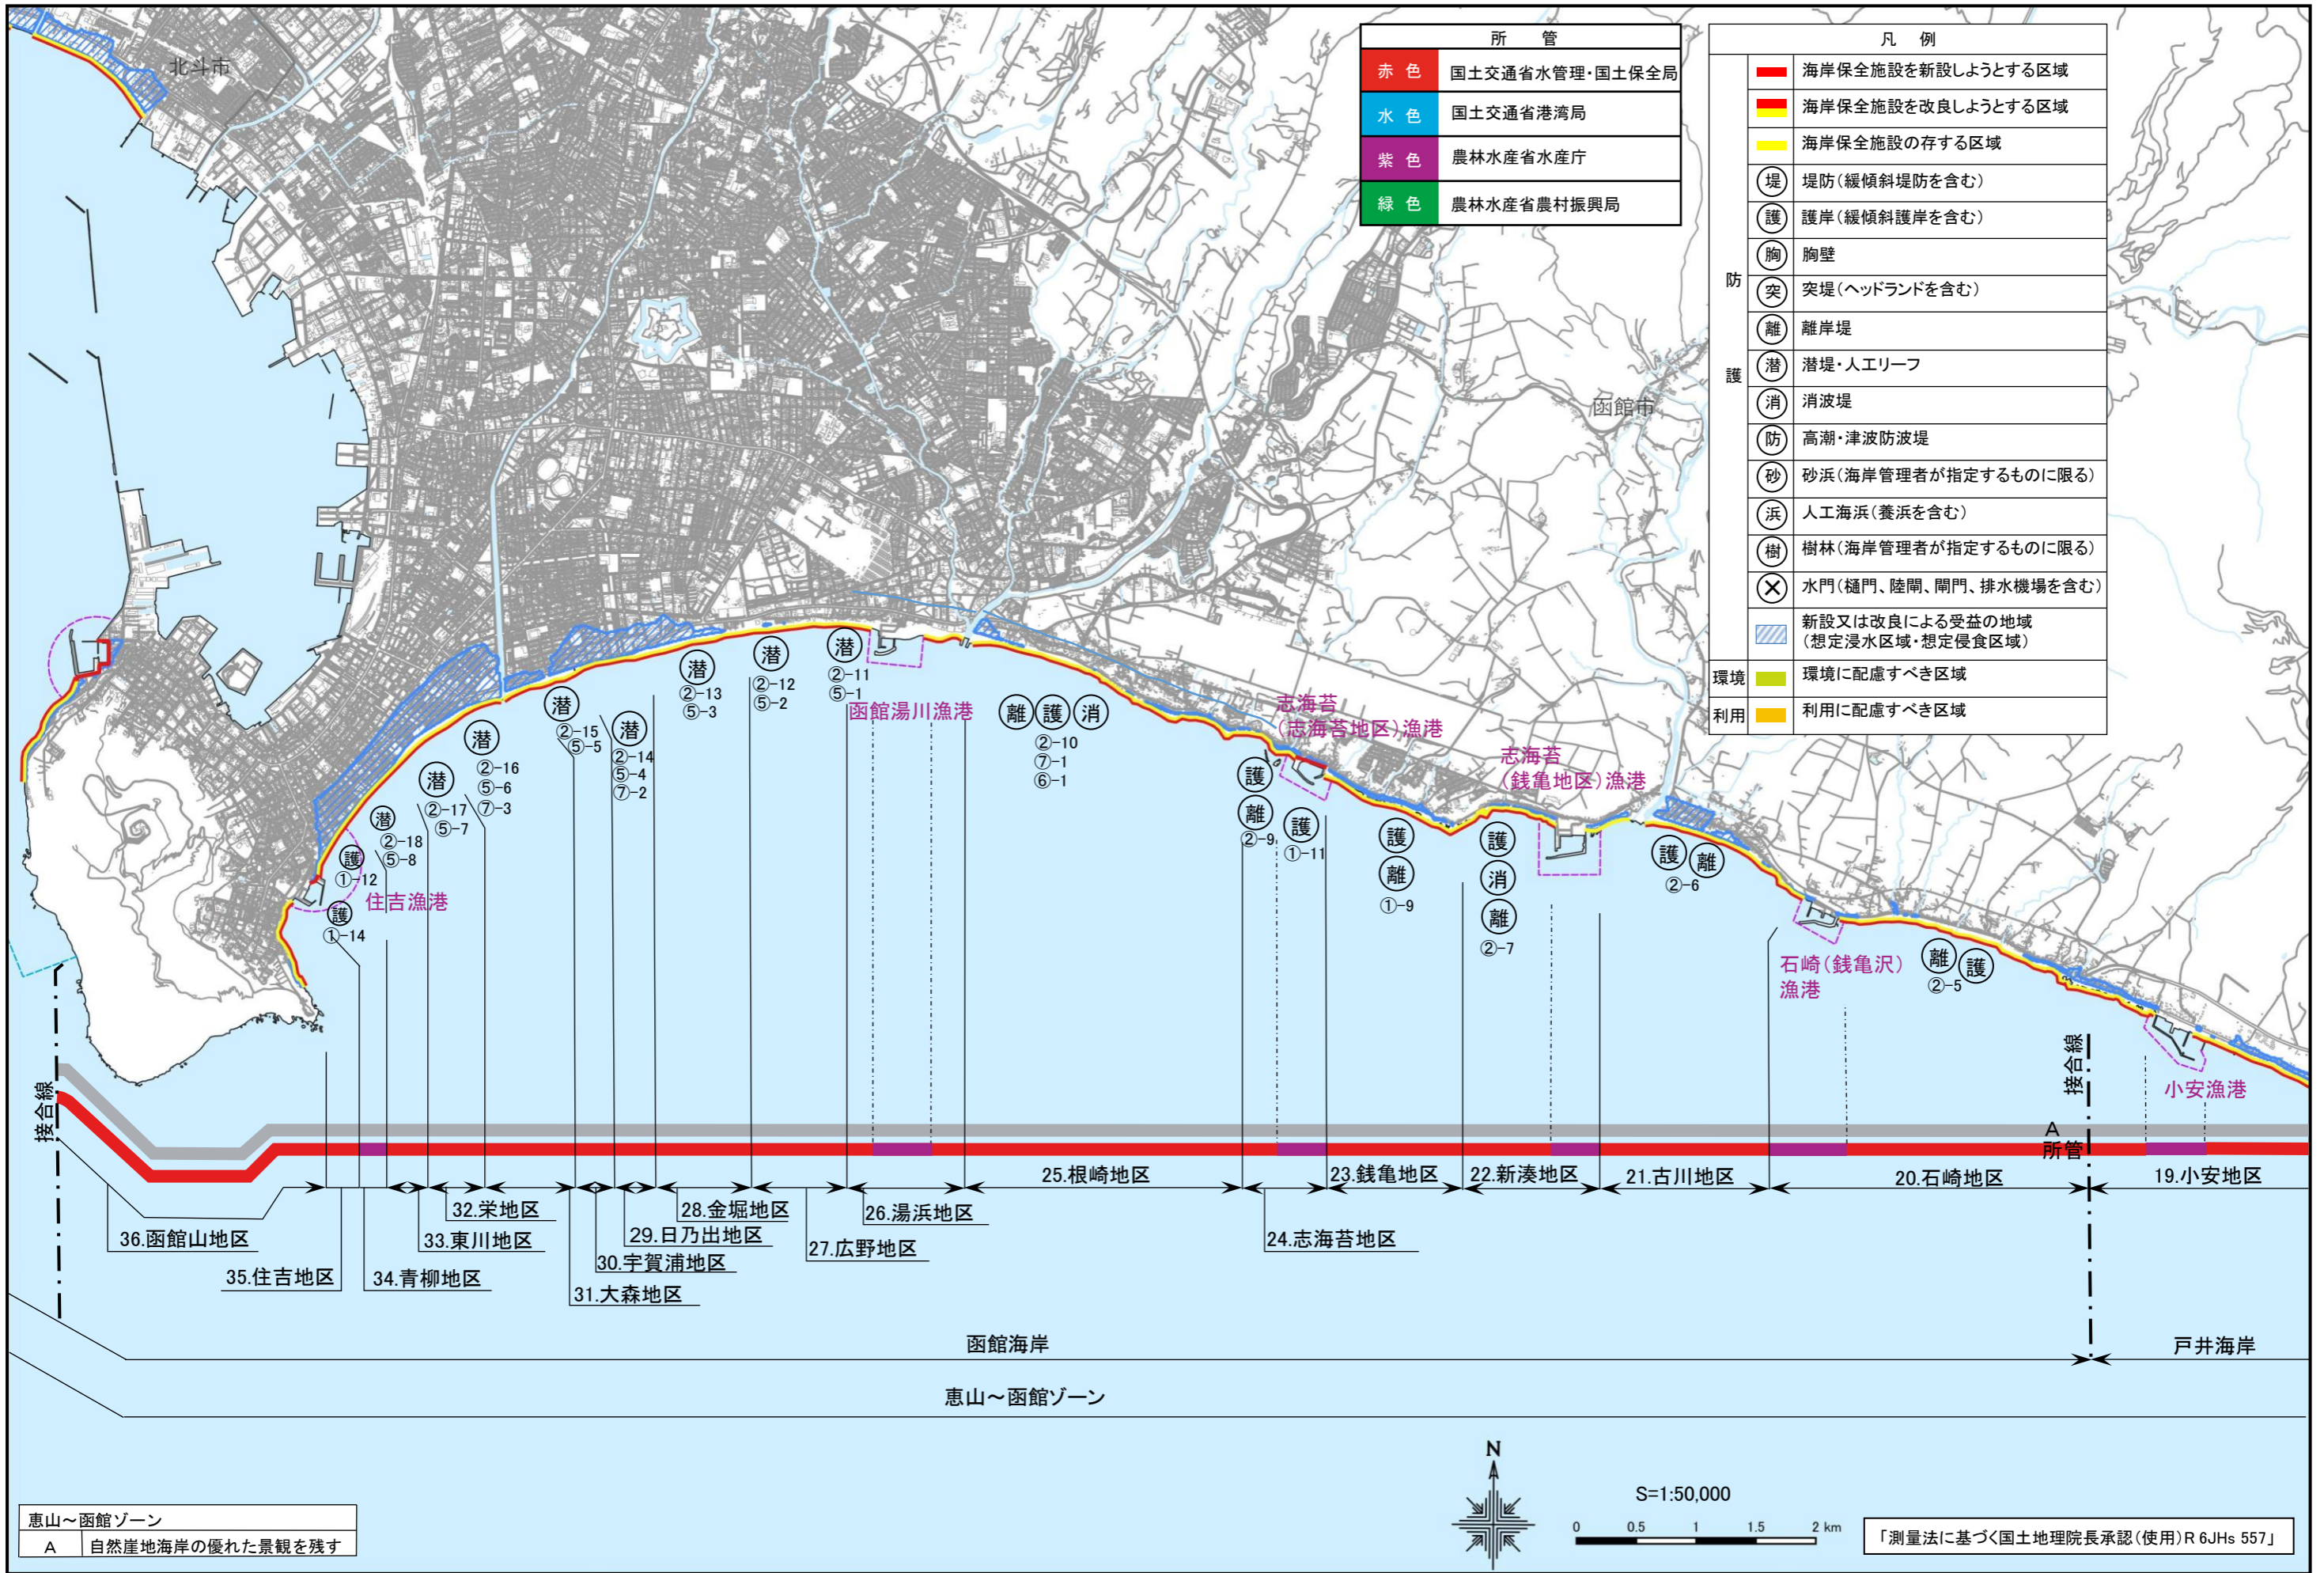 北斗市
函館市
所 管
赤 色 国土交通省水管理・国土保全局
水 色 国土交通省港湾局
紫 色 農林水産省水産庁
緑 色 農林水産省農村振興局
凡 例
防護
海岸保全施設を新設しようとする区域
海岸保全施設を改良しようとする区域
海岸保全施設の存する区域
堤 堤防(緩傾斜堤防を含む)
護 護岸(緩傾斜護岸を含む)
胸 胸壁
突 突堤(ヘッドランドを含む)
離 離岸堤
潜 潜堤・人工リーフ
消 消波堤
防 高潮・津波防波堤
砂 砂浜(海岸管理者が指定するものに限る)
浜 人工海浜(養浜を含む)
樹 樹林(海岸管理者が指定するものに限る)
水門(樋門、陸閘、閘門、排水機場を含む)
新設又は改良による受益の地域
(想定浸水区域・想定侵食区域)
環境 環境に配慮すべき区域
利用 利用に配慮すべき区域
護
①-14
護
①-12
住吉漁港
潜
②-18
⑤-8
潜
②-17
⑤-7
潜
②-16
⑤-6
⑦-3
潜
②-15
⑤-5
潜
②-14
⑤-4
⑦-2
潜
②-13
⑤-3
潜
②-12
⑤-2
潜
②-11
⑤-1
函館湯川漁港
離 護 消
②-10
⑦-1
⑥-1
志海苔
(志海苔地区)漁港
護
離
②-9
護
①-11
護
離
①-9
志海苔
(銭亀地区)漁港
護
消
離
②-7
護 離
②-6
石崎(銭亀沢)
漁港
離 護
②-5
小安漁港
接合線
接合線
A
所管
36.函館山地区
35.住吉地区
34.青柳地区
33.東川地区
32.栄地区
31.大森地区
30.宇賀浦地区
29.日乃出地区
28.金堀地区
27.広野地区
26.湯浜地区
25.根崎地区
24.志海苔地区
23.銭亀地区
22.新湊地区
21.古川地区
20.石崎地区
19.小安地区
函館海岸
戸井海岸
恵山～函館ゾーン
恵山～函館ゾーン
A 自然崖地海岸の優れた景観を残す
N
S=1:50,000
0 0.5 1 1.5 2 km
「測量法に基づく国土地理院長承認(使用)R 6JHs 557」